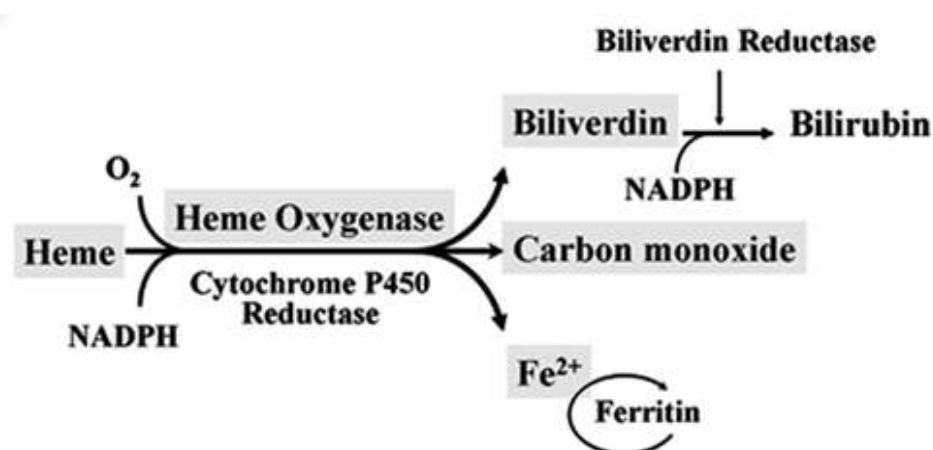 Biliverdin Reductase
Biliverdin
Bilirubin
O₂
NADPH
Heme Oxygenase
Heme
Carbon monoxide
Cytochrome P450
Reductase
NADPH
Fe²⁺
Ferritin